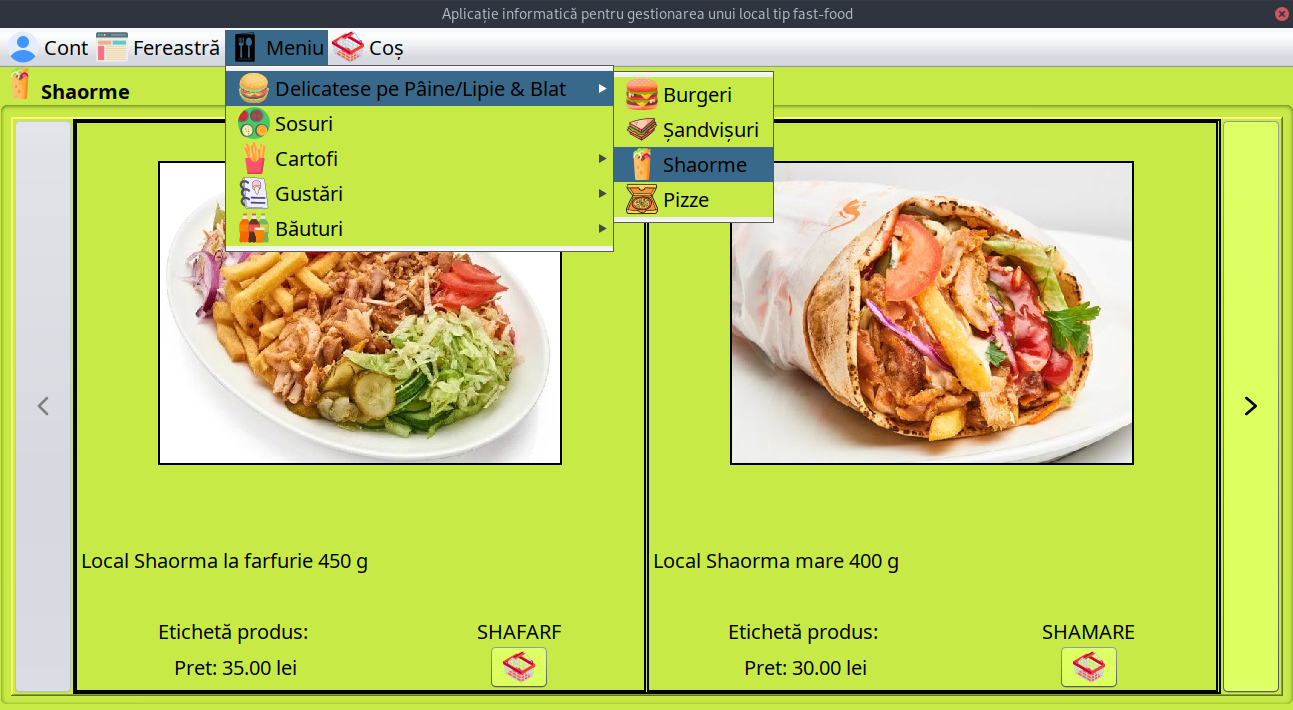 Aplicație informatică pentru gestionarea unui local tip fast-food
Cont Fereastră Meniu Coș
Shaorme
Delicatese pe Pâine/Lipie & Blat
Sosuri
Cartofi
Gustări
Băuturi
Burgeri
Șandvișuri
Shaorme
Pizze
Local Shaorma la farfurie 450 g
Etichetă produs: SHAFARF
Pret: 35.00 lei
Local Shaorma mare 400 g
Etichetă produs: SHAMARE
Pret: 30.00 lei